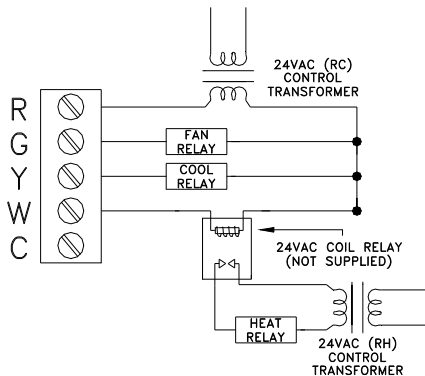 24VAC (RC)
CONTROL
TRANSFORMER
R
G
Y
W
C
FAN
RELAY
COOL
RELAY
24VAC COIL RELAY
(NOT SUPPLIED)
HEAT
RELAY
24VAC (RH)
CONTROL
TRANSFORMER